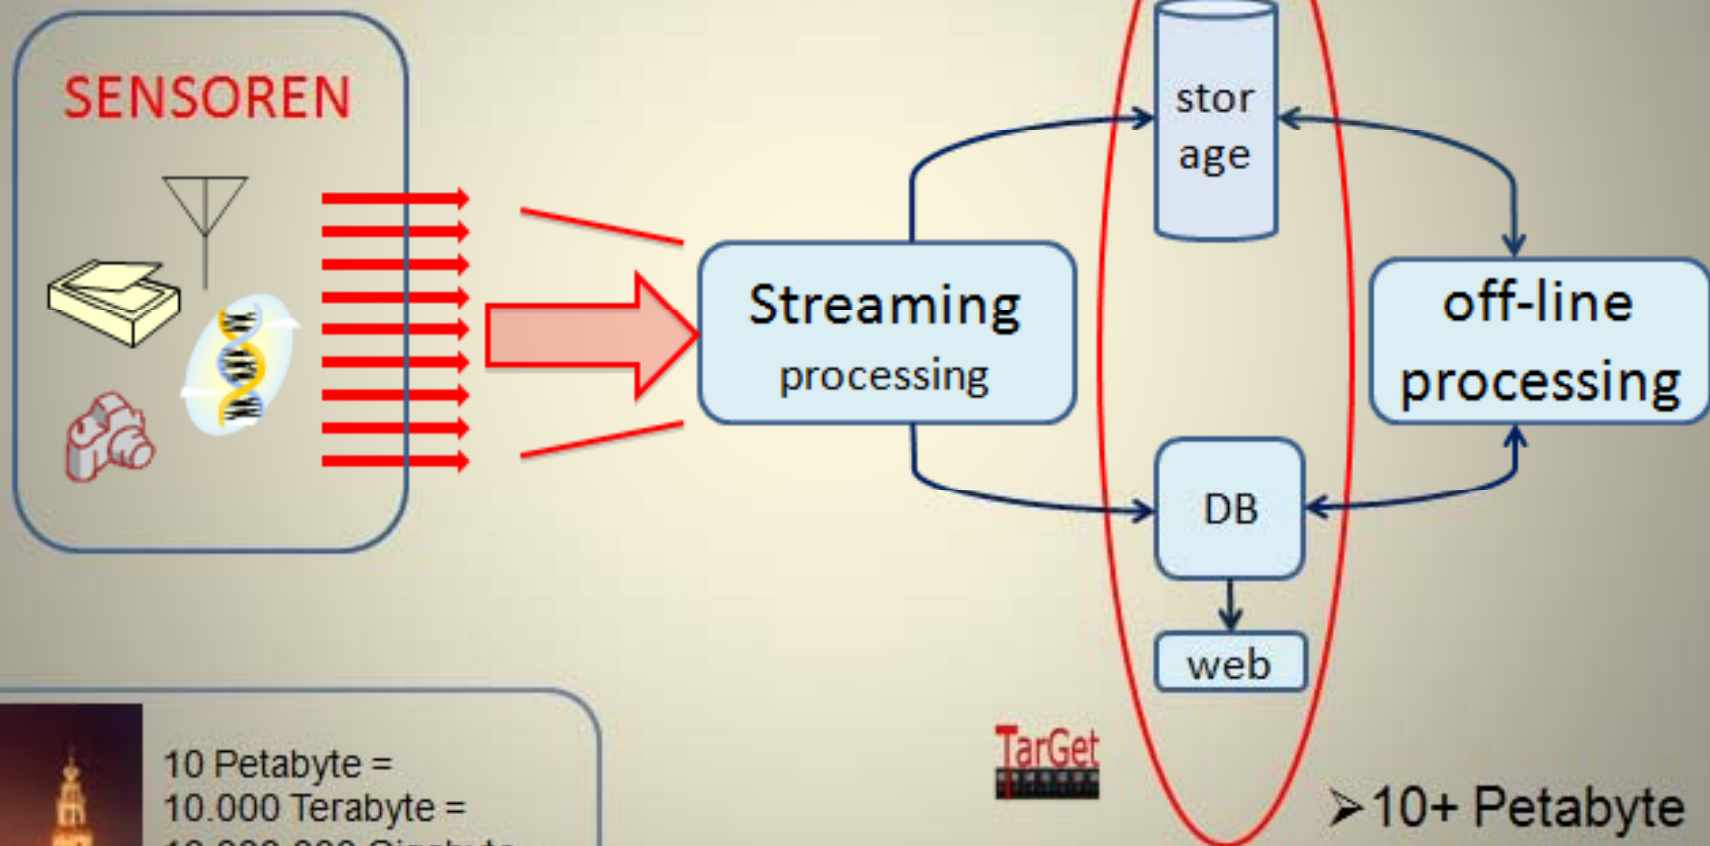 SENSOREN
stor
age
Streaming
processing
off-line
processing
DB
web
TarGet
➢10+ Petabyte
10 Petabyte =
10.000 Terabyte =